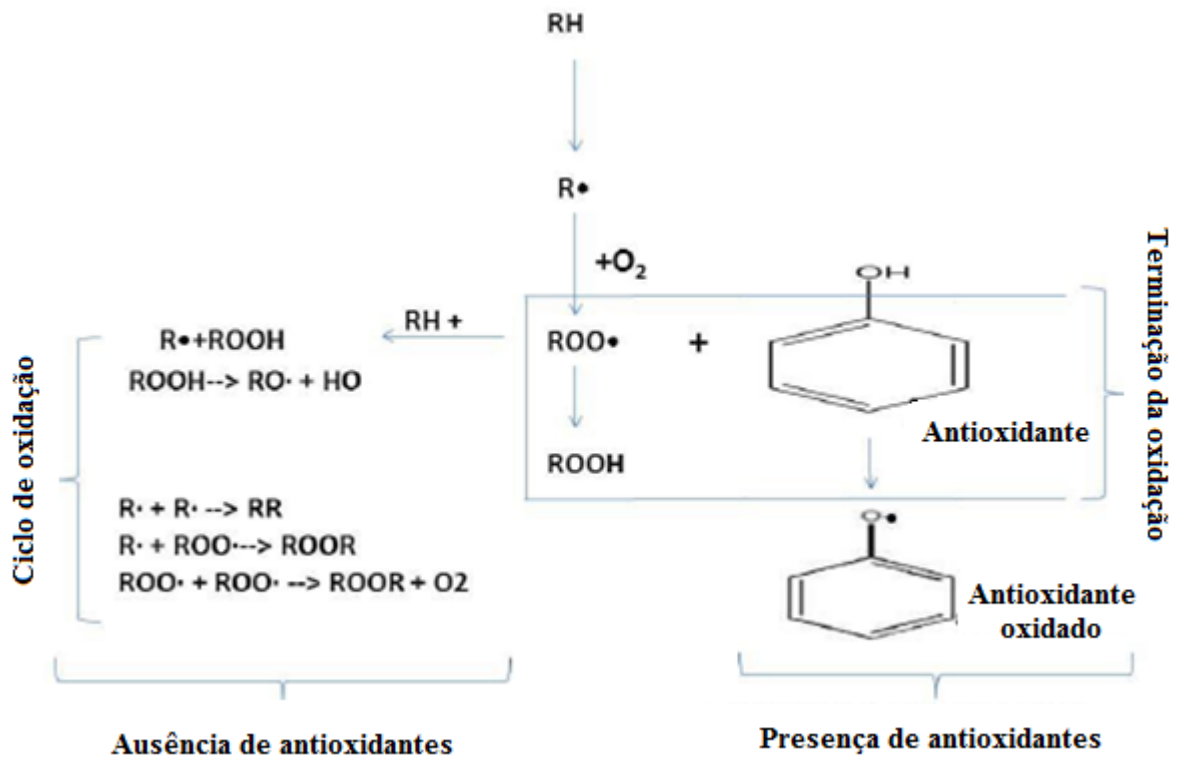 RH
R•
+O₂
OH
RH +
ROO•
+
R•+ROOH
ROOH--> RO· + HO
Antioxidante
ROOH
R· + R· --> RR
R· + ROO·--> ROOR
ROO· + ROO· --> ROOR + O2
O•
Antioxidante
oxidado
Ciclo de oxidação
Terminação da oxidação
Ausência de antioxidantes
Presença de antioxidantes